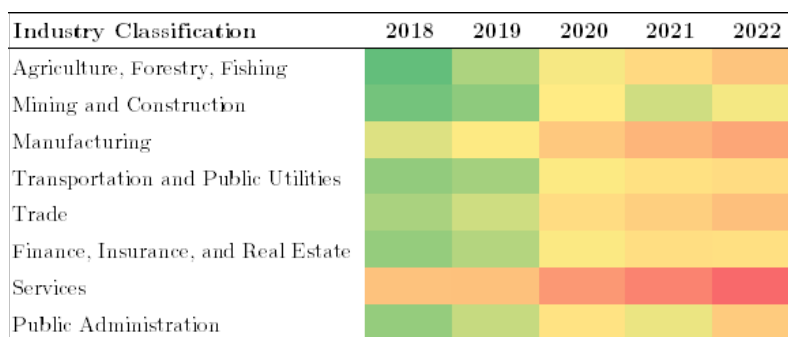 Industry Classification 2018 2019 2020 2021 2022
Agriculture, Forestry, Fishing
Mining and Construction
Manufacturing
Transportation and Public Utilities
Trade
Finance, Insurance, and Real Estate
Services
Public Administration